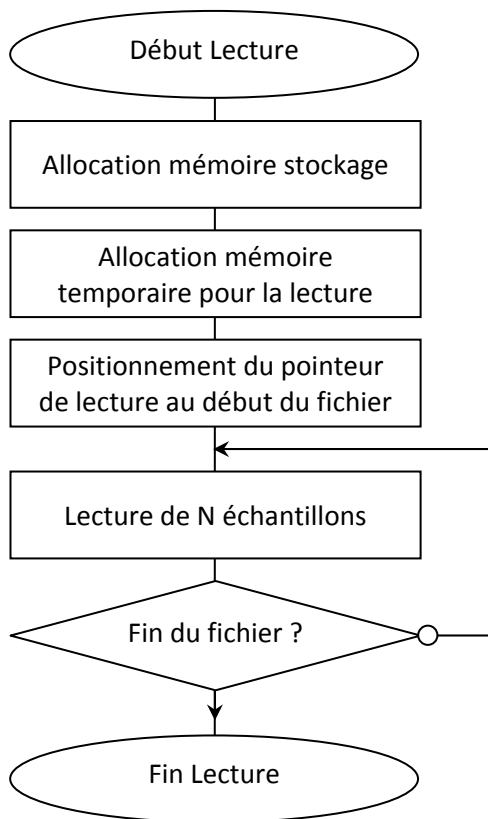 Début Lecture
Allocation mémoire stockage
Allocation mémoire
temporaire pour la lecture
Positionnement du pointeur
de lecture au début du fichier
Lecture de N échantillons
Fin du fichier ?
Fin Lecture